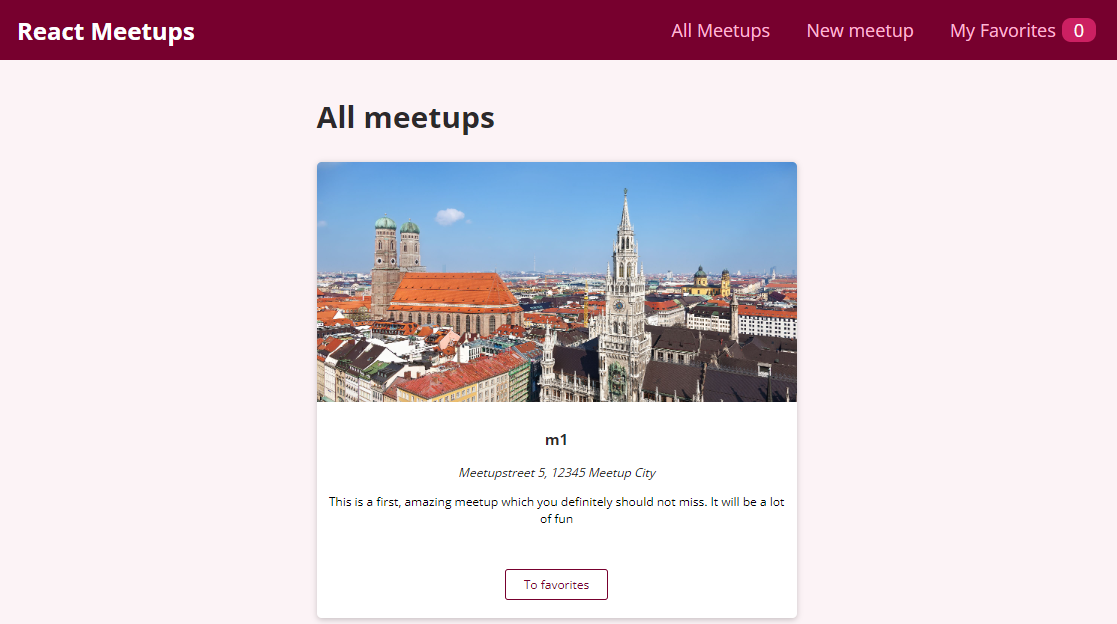 React Meetups
All Meetups
New meetup
My Favorites 0
All meetups
m1
Meetupstreet 5, 12345 Meetup City
This is a first, amazing meetup which you definitely should not miss. It will be a lot
of fun
To favorites